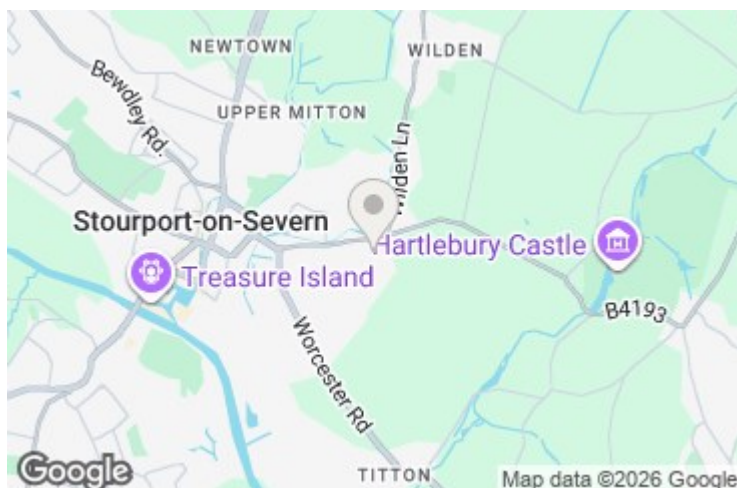 NEWTOWN
WILDEN
Bewdley Rd.
UPPER MITTON
Wilden Ln
Stourport-on-Severn
Hartlebury Castle
Treasure Island
B4193
Worcester Rd
TITTON
Google
Map data ©2026 Google